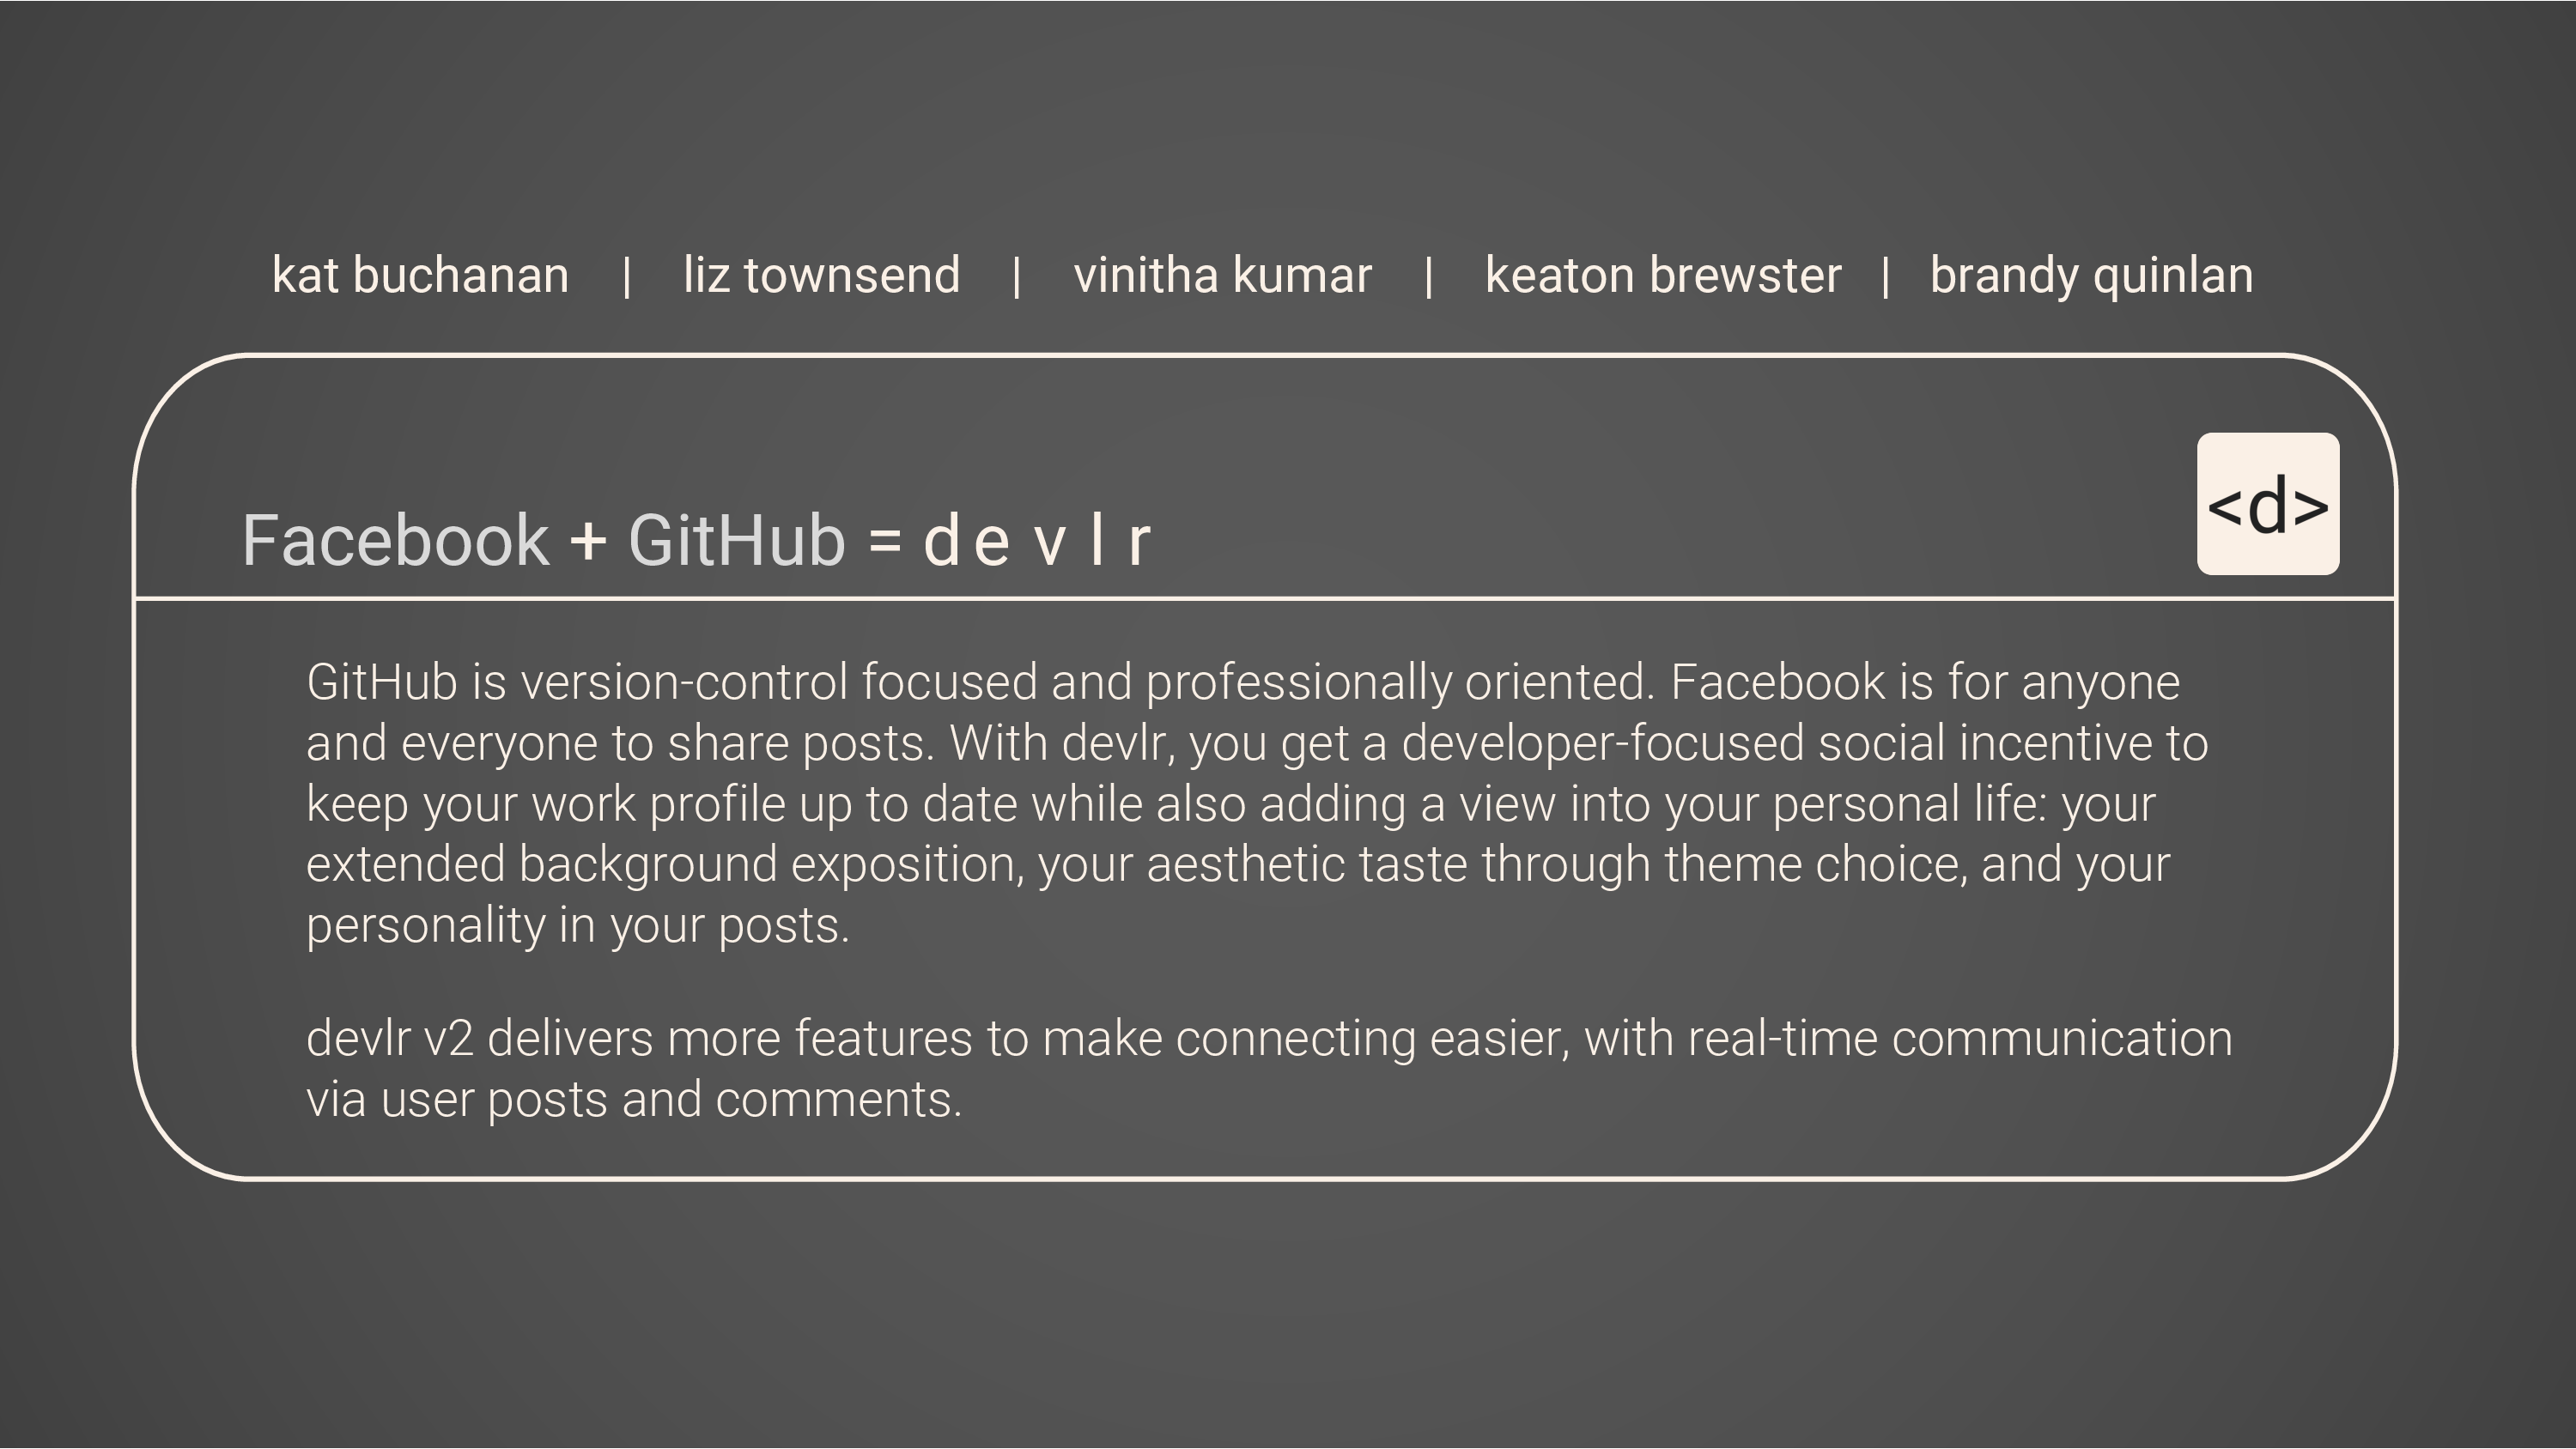 kat buchanan | liz townsend | vinitha kumar | keaton brewster | brandy quinlan
<d>
Facebook + GitHub = d e v l r
GitHub is version-control focused and professionally oriented. Facebook is for anyone
and everyone to share posts. With devlr, you get a developer-focused social incentive to
keep your work profile up to date while also adding a view into your personal life: your
extended background exposition, your aesthetic taste through theme choice, and your
personality in your posts.
devlr v2 delivers more features to make connecting easier, with real-time communication
via user posts and comments.